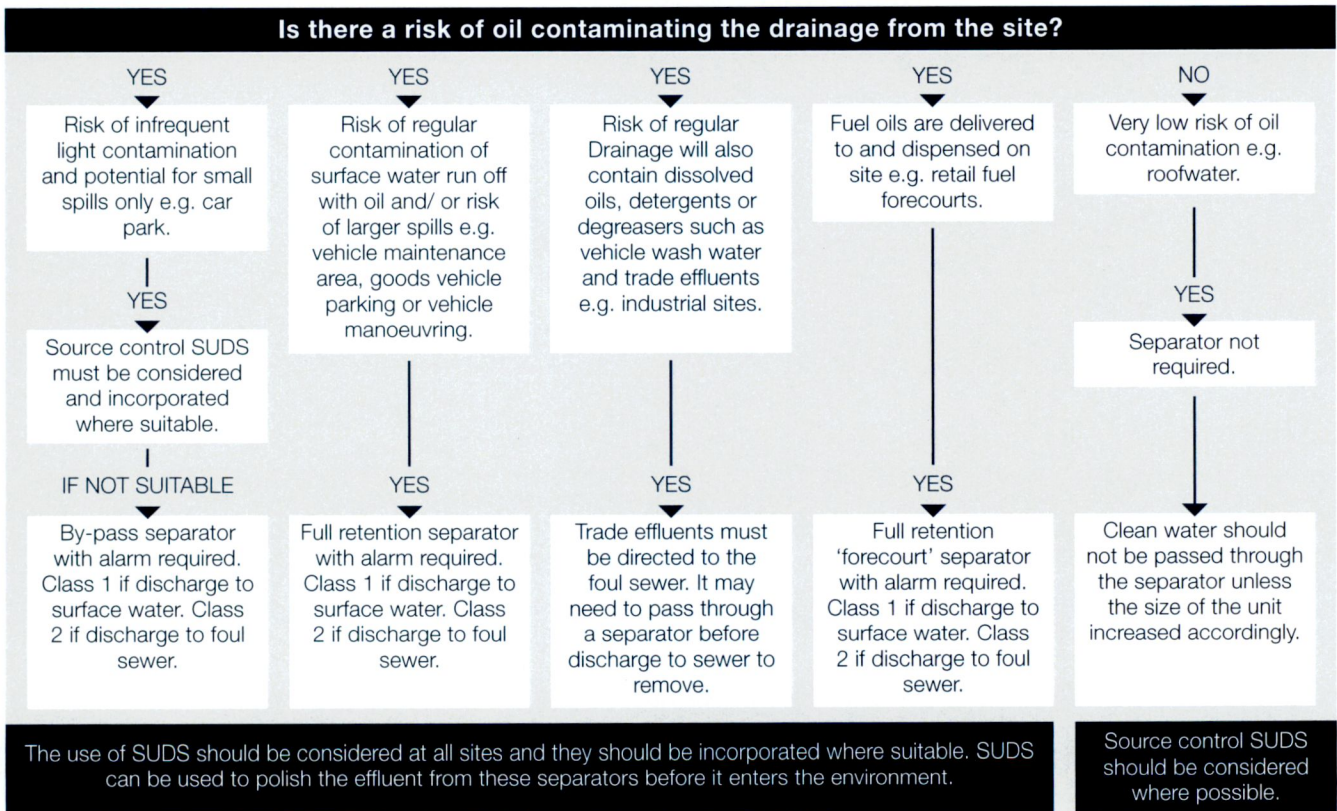 Is there a risk of oil contaminating the drainage from the site?
YES
Risk of infrequent
light contamination
and potential for small
spills only e.g. car
park.
YES
Source control SUDS
must be considered
and incorporated
where suitable.
IF NOT SUITABLE
By-pass separator
with alarm required.
Class 1 if discharge to
surface water. Class
2 if discharge to foul
sewer.
YES
Risk of regular
contamination of
surface water run off
with oil and/ or risk
of larger spills e.g.
vehicle maintenance
area, goods vehicle
parking or vehicle
manoeuvring.
YES
Full retention separator
with alarm required.
Class 1 if discharge to
surface water. Class
2 if discharge to foul
sewer.
YES
Risk of regular
Drainage will also
contain dissolved
oils, detergents or
degreasers such as
vehicle wash water
and trade effluents
e.g. industrial sites.
YES
Trade effluents must
be directed to the
foul sewer. It may
need to pass through
a separator before
discharge to sewer to
remove.
YES
Fuel oils are delivered
to and dispensed on
site e.g. retail fuel
forecourts.
YES
Full retention
‘forecourt’ separator
with alarm required.
Class 1 if discharge to
surface water. Class
2 if discharge to foul
sewer.
NO
Very low risk of oil
contamination e.g.
roofwater.
YES
Separator not
required.
Clean water should
not be passed through
the separator unless
the size of the unit
increased accordingly.
The use of SUDS should be considered at all sites and they should be incorporated where suitable. SUDS
can be used to polish the effluent from these separators before it enters the environment.
Source control SUDS
should be considered
where possible.